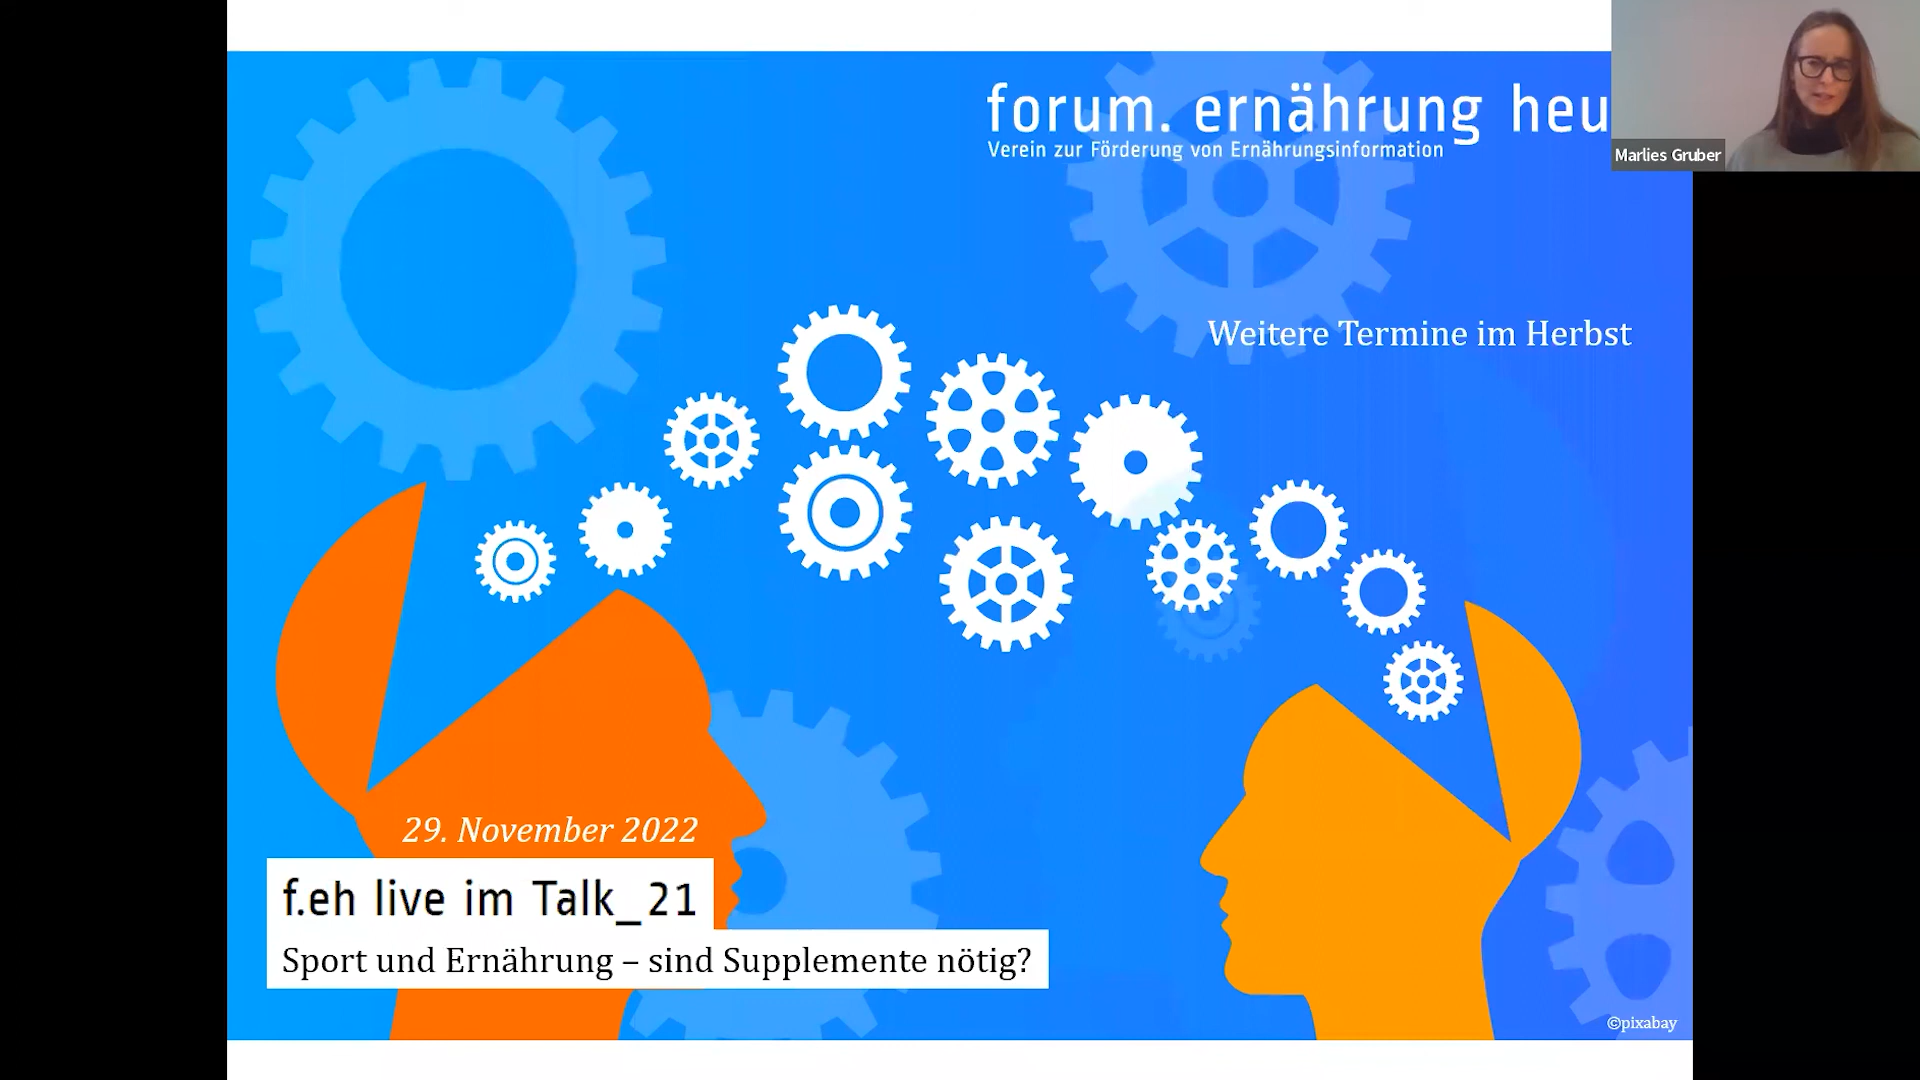 forum. ernährung heu
Verein zur Förderung von Ernährungsinformation
Marlies Gruber
Weitere Termine im Herbst
29. November 2022
f.eh live im Talk_21
Sport und Ernährung – sind Supplemente nötig?
©pixabay